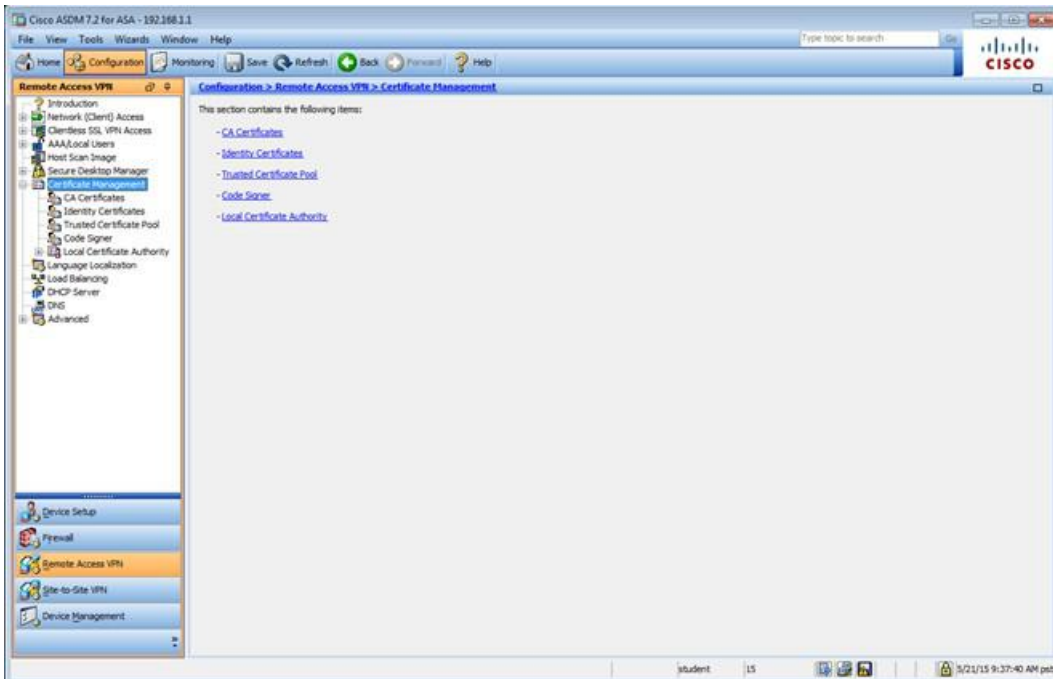 Cisco ASDM 7.2 for ASA - 192.168.1.1
File View Tools Wizards Window Help
Type topic to search Go
Home Configuration Monitoring Save Refresh Back Forward Help
CISCO
Remote Access VPN
Introduction
Network (Client) Access
Clientless SSL VPN Access
AAA/Local Users
Host Scan Image
Secure Desktop Manager
Certificate Management
CA Certificates
Identity Certificates
Trusted Certificate Pool
Code Signer
Local Certificate Authority
Language Localization
Load Balancing
DHCP Server
DNS
Advanced
Device Setup
Firewall
Remote Access VPN
Site-to-Site VPN
Device Management
Configuration > Remote Access VPN > Certificate Management
This section contains the following items:
- CA Certificates
- Identity Certificates
- Trusted Certificate Pool
- Code Signer
- Local Certificate Authority
student 15 5/21/15 9:37:40 AM pst